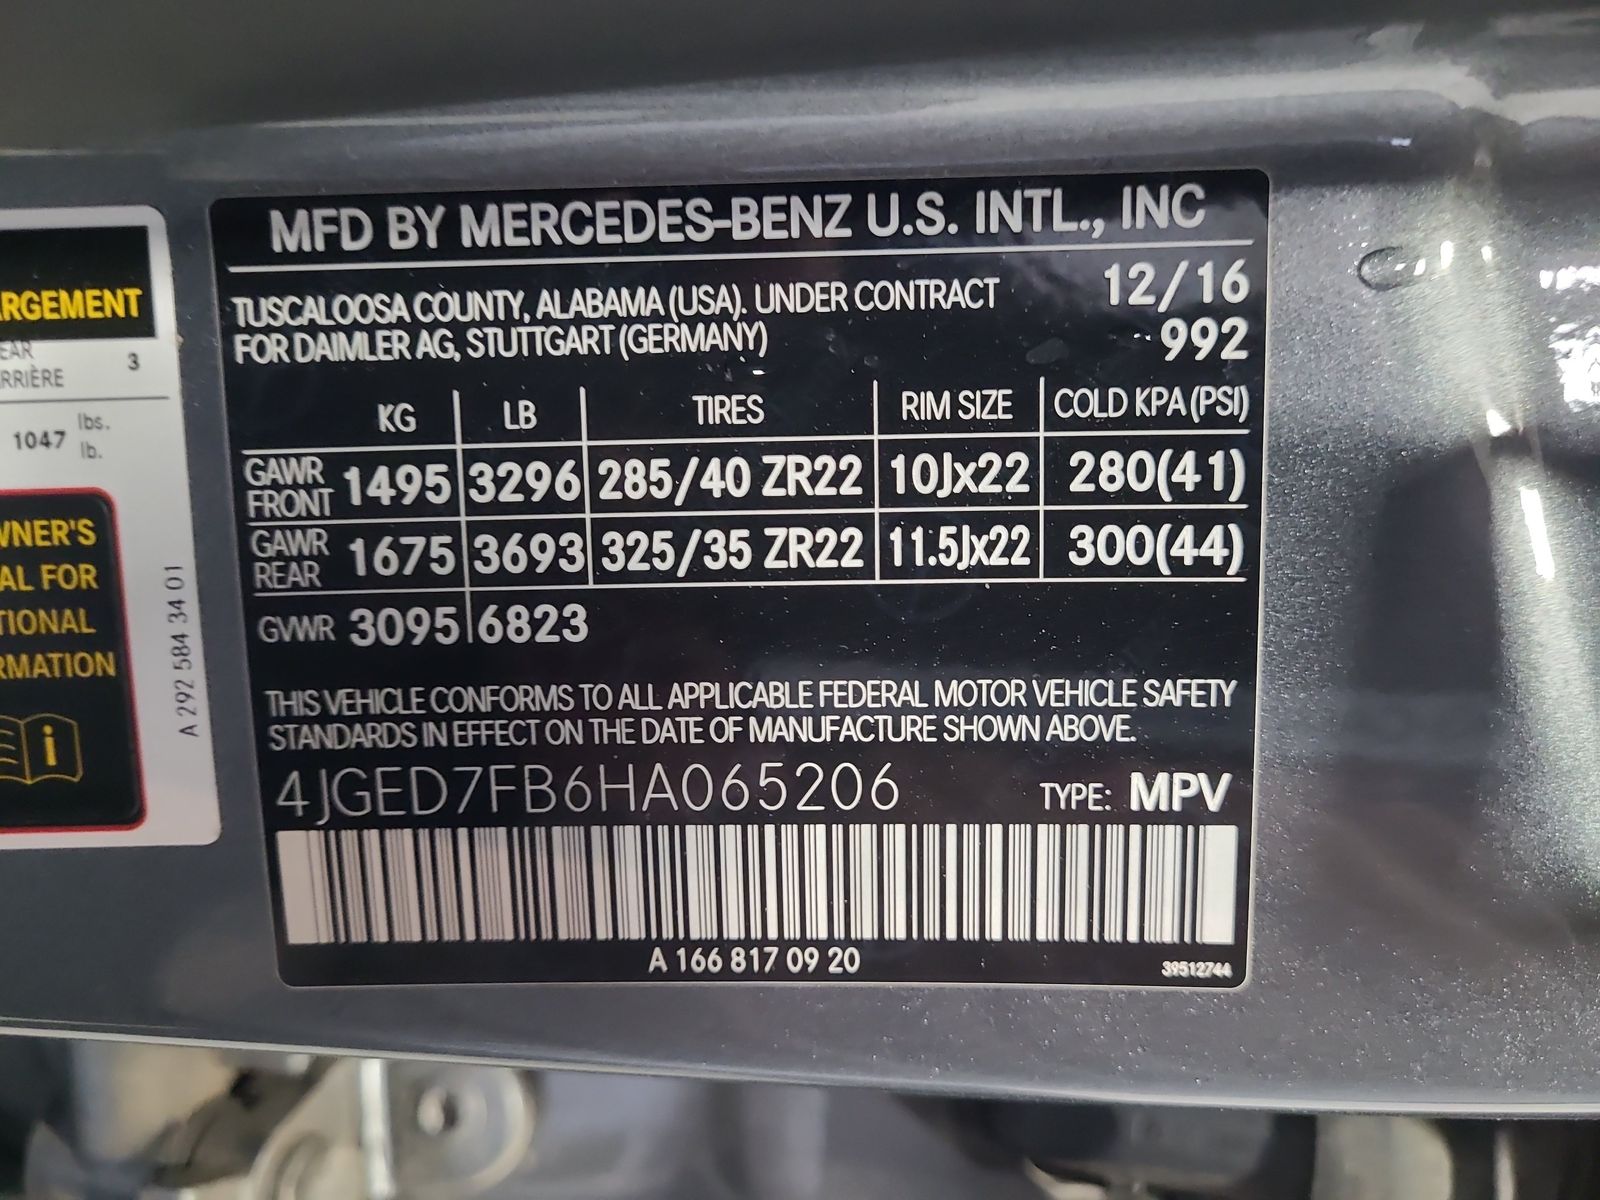 MFD BY MERCEDES-BENZ U.S. INTL., INC
TUSCALOOSA COUNTY, ALABAMA (USA). UNDER CONTRACT 12/16
FOR DAIMLER AG, STUTTGART (GERMANY) 992
KG LB TIRES RIM SIZE COLD KPA (PSI)
GAWR FRONT 1495 3296 285/40 ZR22 10Jx22 280(41)
GAWR REAR 1675 3693 325/35 ZR22 11.5Jx22 300(44)
GVWR 3095 6823
THIS VEHICLE CONFORMS TO ALL APPLICABLE FEDERAL MOTOR VEHICLE SAFETY
STANDARDS IN EFFECT ON THE DATE OF MANUFACTURE SHOWN ABOVE.
4JGED7FB6HA065206 TYPE: MPV
A 166 817 09 20
39512744
ARGEMENT
EAR 3
RRIÈRE
1047 lbs.
lb.
WNER'S
AL FOR
TIONAL
RMATION
i
A 292 584 34 01